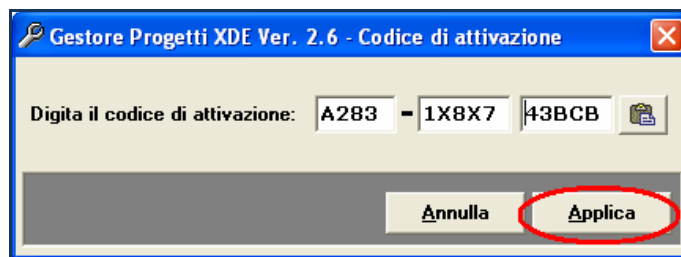 Gestore Progetti XDE Ver. 2.6 - Codice di attivazione
Digita il codice di attivazione: A283 - 1X8X7 43BCB
Annulla Applica